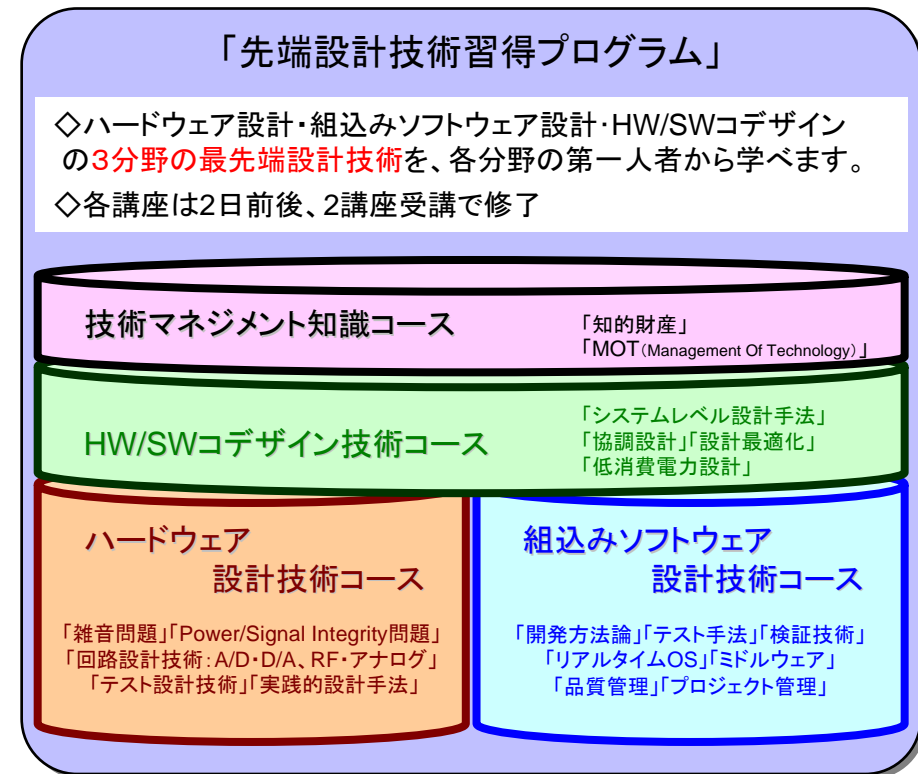 「先端設計技術習得プログラム」
◇ハードウェア設計・組込みソフトウェア設計・HW/SWコデザイン
の3分野の最先端設計技術を、各分野の第一人者から学べます。
◇各講座は2日前後、2講座受講で修了
技術マネジメント知識コース
「知的財産」
「MOT(Management Of Technology)」
HW/SWコデザイン技術コース
「システムレベル設計手法」
「協調設計」「設計最適化」
「低消費電力設計」
ハードウェア
設計技術コース
「雑音問題」「Power/Signal Integrity問題」
「回路設計技術:A/D・D/A、RF・アナログ」
「テスト設計技術」「実践的設計手法」
組込みソフトウェア
設計技術コース
「開発方法論」「テスト手法」「検証技術」
「リアルタイムOS」「ミドルウェア」
「品質管理」「プロジェクト管理」